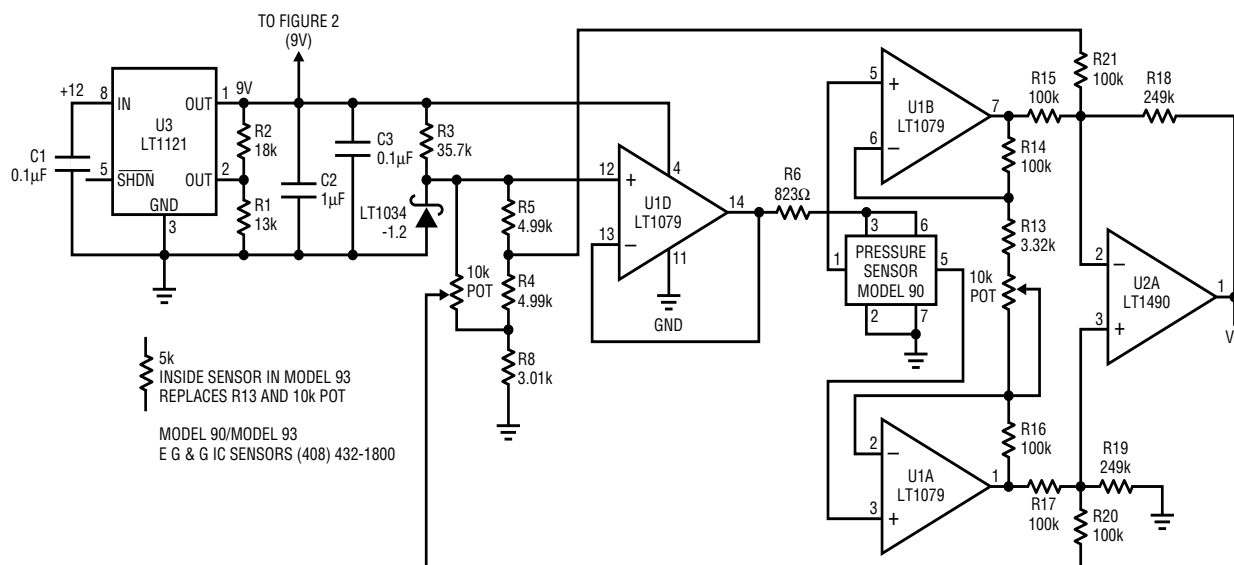 TO FIGURE 2
(9V)
+12
8
IN
OUT
1
9V
U3
LT1121
C1
0.1µF
5
SHDN
OUT
2
GND
3
R2
18k
R1
13k
C2
1µF
C3
0.1µF
R3
35.7k
LT1034
-1.2
10k
POT
R5
4.99k
R4
4.99k
R8
3.01k
12
+
13
−
U1D
LT1079
4
11
14
GND
R6
823Ω
3
6
1
PRESSURE
SENSOR
MODEL 90
5
2
7
5
+
6
−
U1B
LT1079
7
R15
100k
R21
100k
R18
249k
R14
100k
R13
3.32k
10k
POT
2
−
3
+
U2A
LT1490
1
V
2
−
3
+
U1A
LT1079
1
R16
100k
R17
100k
R19
249k
R20
100k
5k
INSIDE SENSOR IN MODEL 93
REPLACES R13 AND 10k POT
MODEL 90/MODEL 93
E G & G IC SENSORS (408) 432-1800